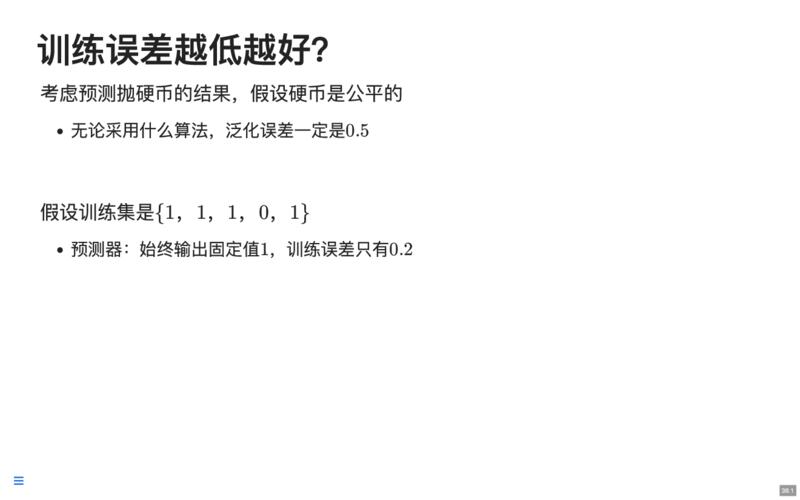 训练误差越低越好?
考虑预测抛硬币的结果，假设硬币是公平的
• 无论采用什么算法，泛化误差一定是0.5
假设训练集是{1，1，1，0，1}
• 预测器：始终输出固定值1，训练误差只有0.2
38.1